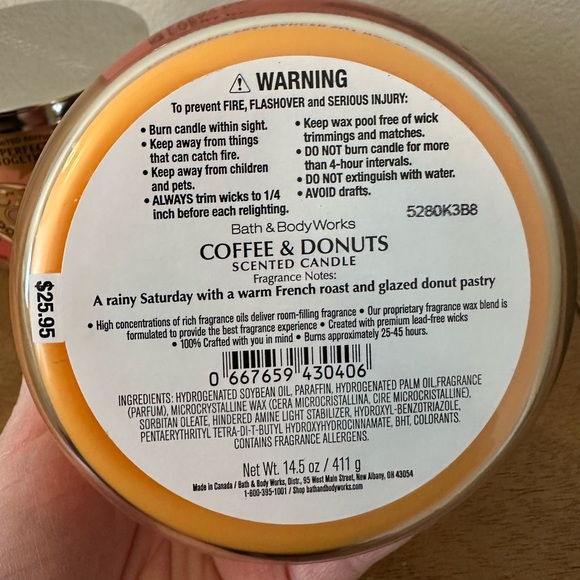 ⚠ WARNING
To prevent FIRE, FLASHOVER and SERIOUS INJURY:
• Burn candle within sight.
• Keep away from things
that can catch fire.
• Keep away from children
and pets.
• ALWAYS trim wicks to 1/4
inch before each relighting.
• Keep wax pool free of wick
trimmings and matches.
• DO NOT burn candle for more
than 4-hour intervals.
• DO NOT extinguish with water.
• AVOID drafts.
5280K3B8
Bath & Body Works
COFFEE & DONUTS
SCENTED CANDLE
Fragrance Notes:
A rainy Saturday with a warm French roast and glazed donut pastry
• High concentrations of rich fragrance oils deliver room-filling fragrance • Our proprietary fragrance wax blend is
formulated to provide the best fragrance experience • Created with premium lead-free wicks
• 100% Crafted with you in mind • Burns approximately 25-45 hours.
$25.95
0 667659 430406
INGREDIENTS: HYDROGENATED SOYBEAN OIL, PARAFFIN, HYDROGENATED PALM OIL,FRAGRANCE
(PARFUM), MICROCRYSTALLINE WAX (CERA MICROCRISTALLINA, CIRE MICROCRISTALLINE),
SORBITAN OLEATE, HINDERED AMINE LIGHT STABILIZER, HYDROXYL-BENZOTRIAZOLE,
PENTAERYTHRITYL TETRA-DI-T-BUTYL HYDROXYHYDROCINNAMATE, BHT, COLORANTS.
CONTAINS FRAGRANCE ALLERGENS.
Net Wt. 14.5 oz / 411 g
Made in Canada / Bath & Body Works, Distr., 95 West Main Street, New Albany, OH 43054
1-800-395-1001 / Shop bathandbodyworks.com